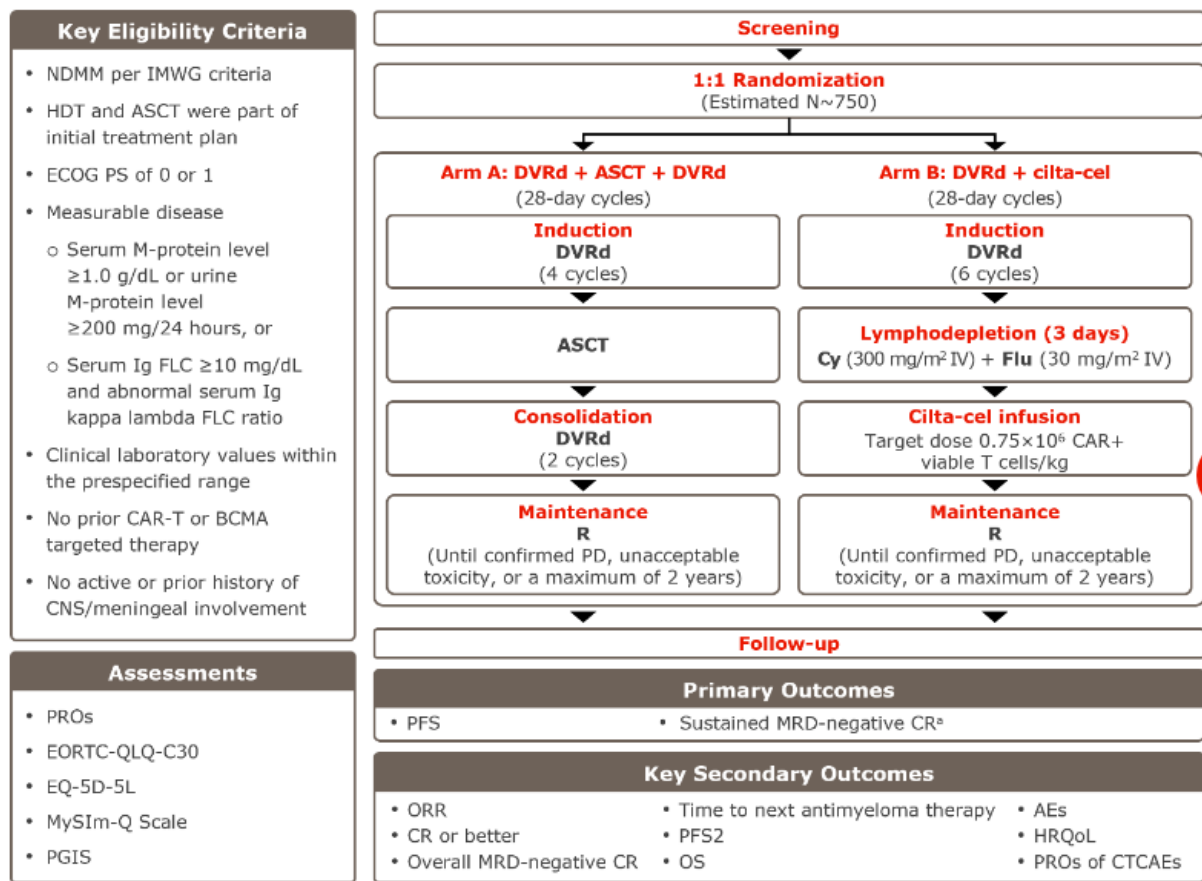 Key Eligibility Criteria
• NDMM per IMWG criteria
• HDT and ASCT were part of
initial treatment plan
• ECOG PS of 0 or 1
• Measurable disease
o Serum M-protein level
≥1.0 g/dL or urine
M-protein level
≥200 mg/24 hours, or
o Serum Ig FLC ≥10 mg/dL
and abnormal serum Ig
kappa lambda FLC ratio
• Clinical laboratory values within
the prespecified range
• No prior CAR-T or BCMA
targeted therapy
• No active or prior history of
CNS/meningeal involvement
Assessments
• PROs
• EORTC-QLQ-C30
• EQ-5D-5L
• MySIm-Q Scale
• PGIS
Screening
1:1 Randomization
(Estimated N~750)
Arm A: DVRd + ASCT + DVRd
(28-day cycles)
Induction
DVRd
(4 cycles)
ASCT
Consolidation
DVRd
(2 cycles)
Maintenance
R
(Until confirmed PD, unacceptable
toxicity, or a maximum of 2 years)
Arm B: DVRd + cilta-cel
(28-day cycles)
Induction
DVRd
(6 cycles)
Lymphodepletion (3 days)
Cy (300 mg/m² IV) + Flu (30 mg/m² IV)
Cilta-cel infusion
Target dose 0.75×10⁶ CAR+
viable T cells/kg
Maintenance
R
(Until confirmed PD, unacceptable
toxicity, or a maximum of 2 years)
Follow-up
Primary Outcomes
• PFS
• Sustained MRD-negative CRᵃ
Key Secondary Outcomes
• ORR
• CR or better
• Overall MRD-negative CR
• Time to next antimyeloma therapy
• PFS2
• OS
• AEs
• HRQoL
• PROs of CTCAEs